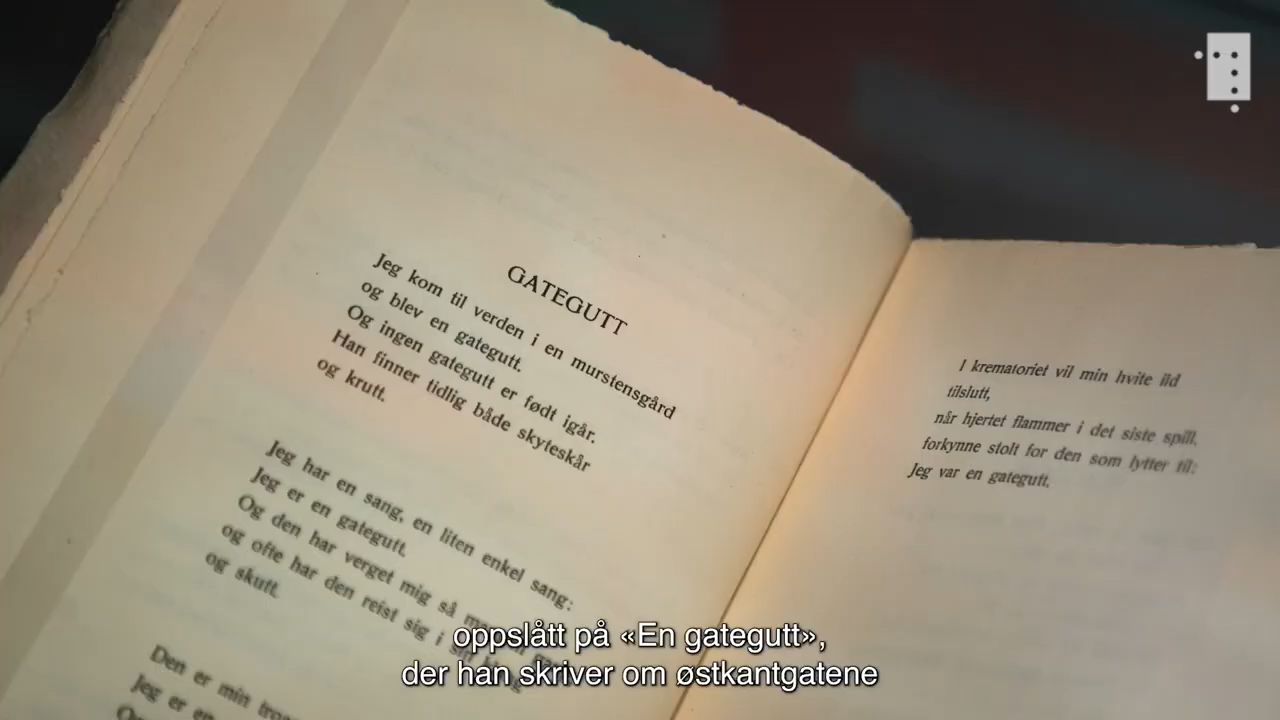 GATEGUTT
Jeg kom til verden i en murstensgård
og blev en gategutt.
Og ingen gategutt er født igår.
Han finner tidlig både skyteskår
og krutt.
Jeg har en sang, en liten enkel sang:
Jeg er en gategutt.
Og den har verget mig så
og ofte har den reist sig i sin
og skutt.
Den er min
Jeg er en
I krematoriet vil min hvite ild
tilslutt,
når hjertet flammer i det siste spill,
forkynne stolt for den som lytter til:
Jeg var en gategutt.
oppslått på «En gategutt»,
der han skriver om østkantgatene